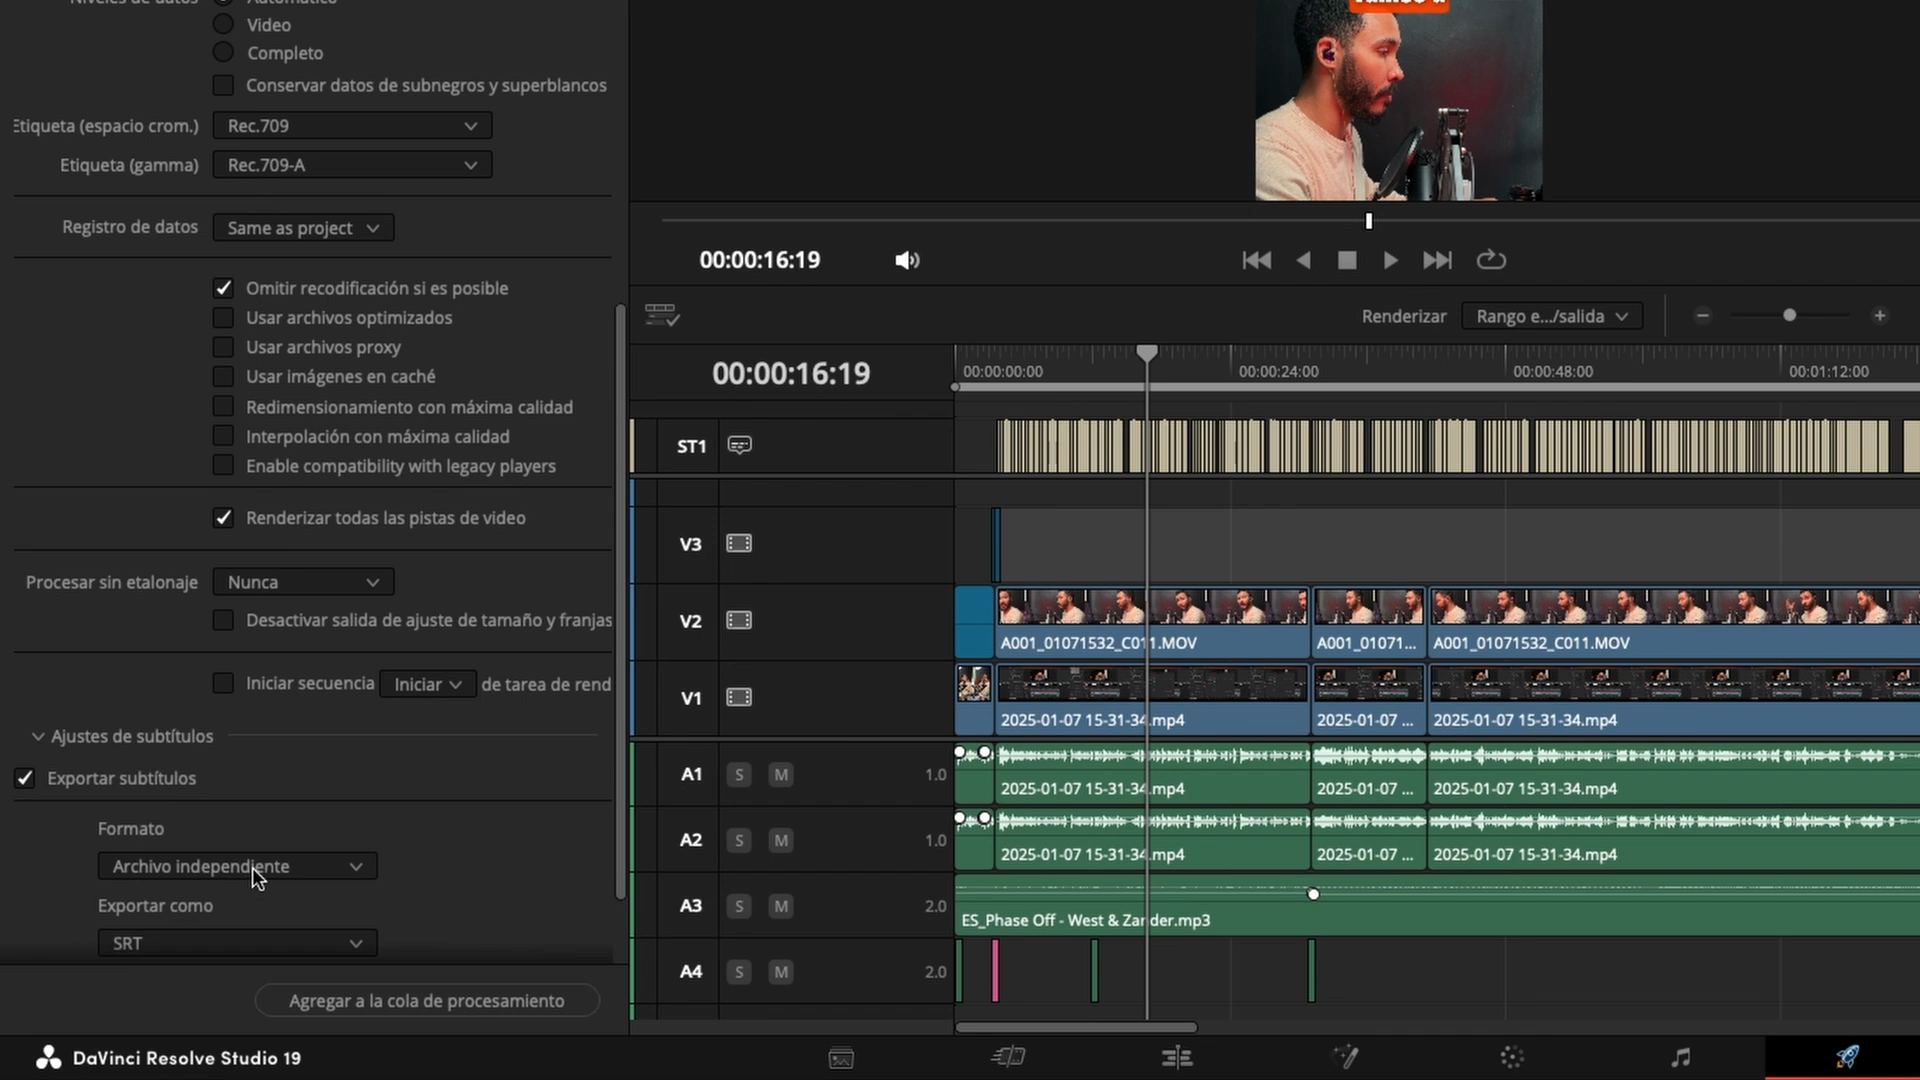 Video
Completo
Conservar datos de subnegros y superblancos
Etiqueta (espacio crom.) Rec.709
Etiqueta (gamma) Rec.709-A
Registro de datos Same as project
Omitir recodificación si es posible
Usar archivos optimizados
Usar archivos proxy
Usar imágenes en caché
Redimensionamiento con máxima calidad
Interpolación con máxima calidad
Enable compatibility with legacy players
Renderizar todas las pistas de video
Procesar sin etalonaje Nunca
Desactivar salida de ajuste de tamaño y franjas
Iniciar secuencia Iniciar de tarea de rend
Ajustes de subtítulos
Exportar subtítulos
Formato
Archivo independiente
Exportar como
SRT
Agregar a la cola de procesamiento
00:00:16:19
Renderizar Rango e.../salida
00:00:16:19
00:00:00:00 00:00:24:00 00:00:48:00 00:01:12:00
ST1
V3
V2
A001_01071532_C011.MOV A001_01071... A001_01071532_C011.MOV
V1
2025-01-07 15-31-34.mp4 2025-01-07 ... 2025-01-07 15-31-34.mp4
A1 S M 1.0
2025-01-07 15-31-34.mp4 2025-01-07 ... 2025-01-07 15-31-34.mp4
A2 S M 1.0
2025-01-07 15-31-34.mp4 2025-01-07 ... 2025-01-07 15-31-34.mp4
A3 S M 2.0
ES_Phase Off - West & Zander.mp3
A4 S M 2.0
DaVinci Resolve Studio 19